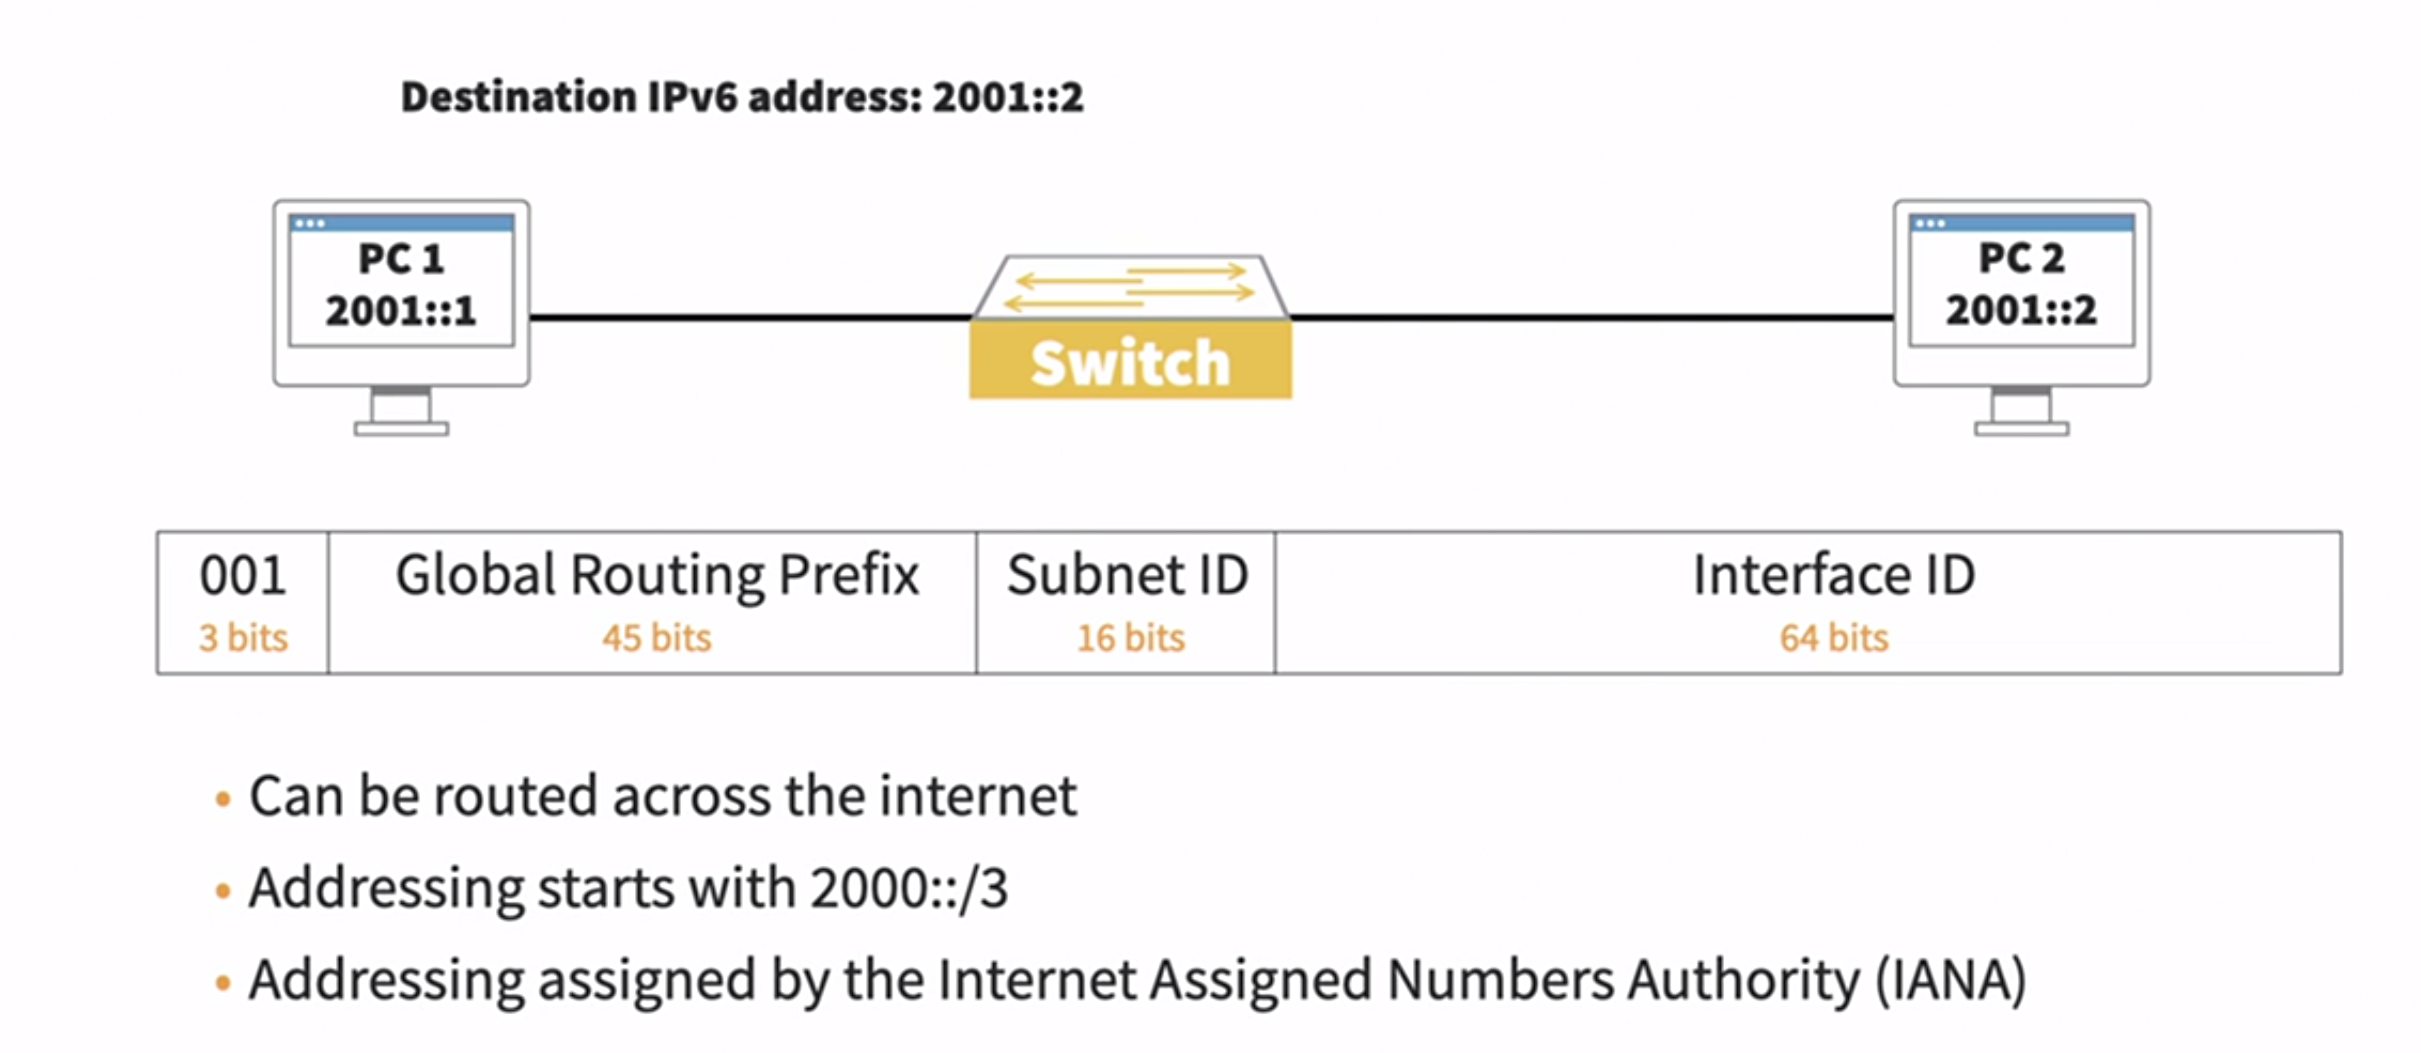 Destination IPv6 address: 2001::2
PC 1
2001::1
PC 2
2001::2
Switch
001
3 bits
Global Routing Prefix
45 bits
Subnet ID
16 bits
Interface ID
64 bits
• Can be routed across the internet
• Addressing starts with 2000::/3
• Addressing assigned by the Internet Assigned Numbers Authority (IANA)